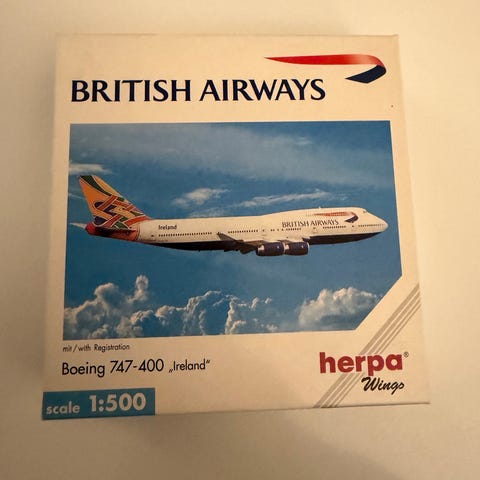 BRITISH AIRWAYS
Ireland
BRITISH AIRWAYS
mit/with Registration
Boeing 747-400 „Ireland“
herpa®
Wings
scale 1:500